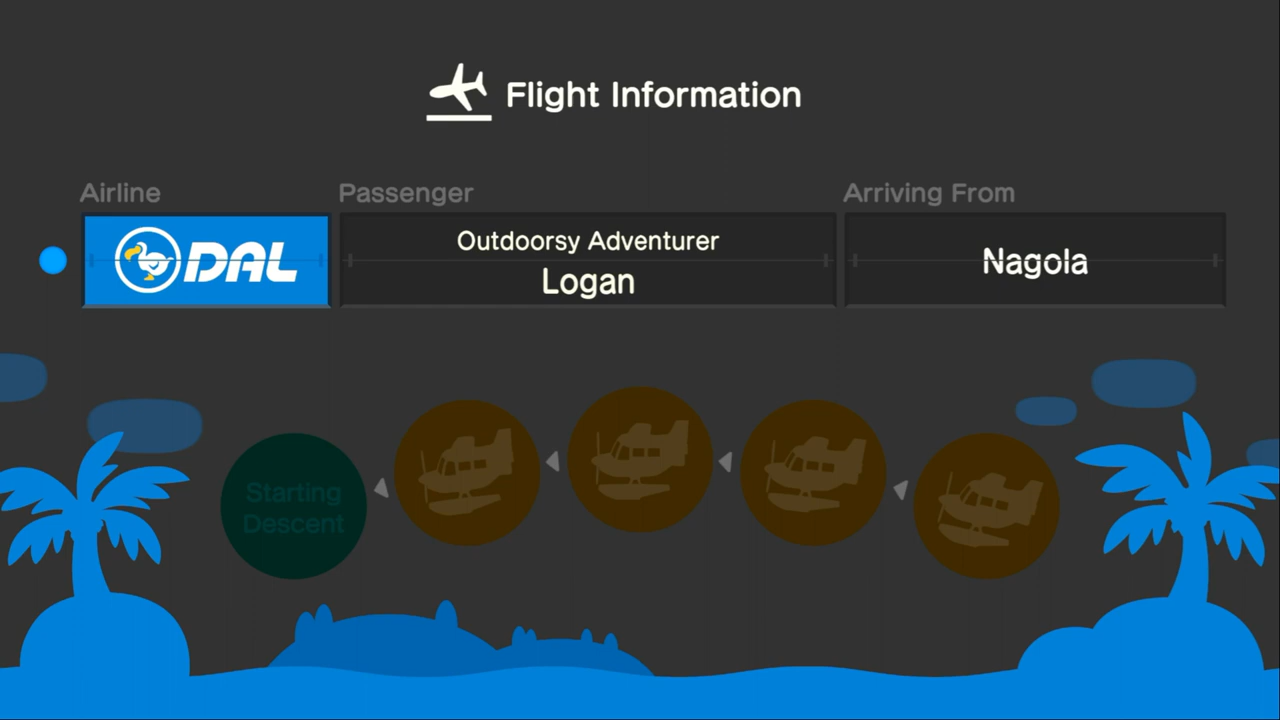 Flight Information
Airline
Passenger
Arriving From
DAL
Outdoorsy Adventurer
Logan
Nagola
Starting
Descent